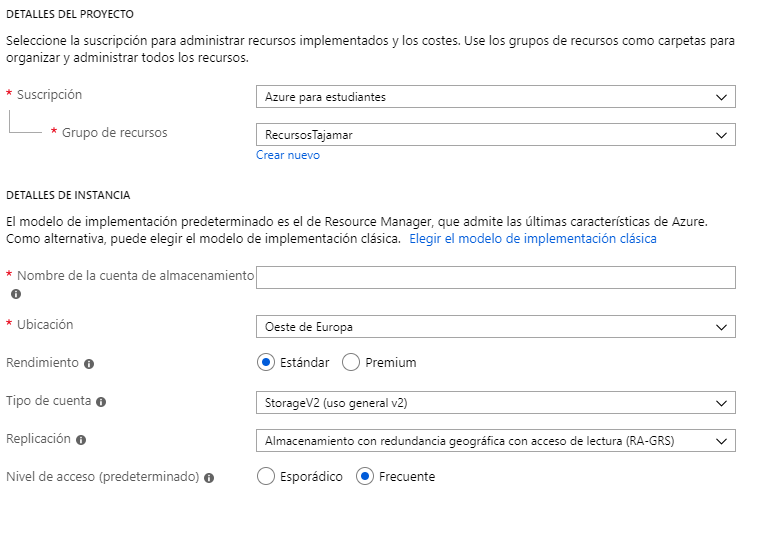 DETALLES DEL PROYECTO
Seleccione la suscripción para administrar recursos implementados y los costes. Use los grupos de recursos como carpetas para
organizar y administrar todos los recursos.
* Suscripción
Azure para estudiantes
* Grupo de recursos
RecursosTajamar
Crear nuevo
DETALLES DE INSTANCIA
El modelo de implementación predeterminado es el de Resource Manager, que admite las últimas características de Azure.
Como alternativa, puede elegir el modelo de implementación clásica. Elegir el modelo de implementación clásica
* Nombre de la cuenta de almacenamiento
* Ubicación
Oeste de Europa
Rendimiento
Estándar Premium
Tipo de cuenta
StorageV2 (uso general v2)
Replicación
Almacenamiento con redundancia geográfica con acceso de lectura (RA-GRS)
Nivel de acceso (predeterminado)
Esporádico Frecuente